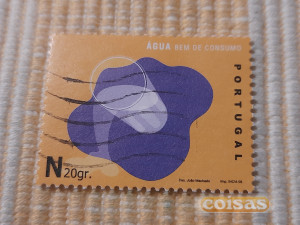 ÁGUA BEM DE CONSUMO
PORTUGAL
N20gr.
coisas